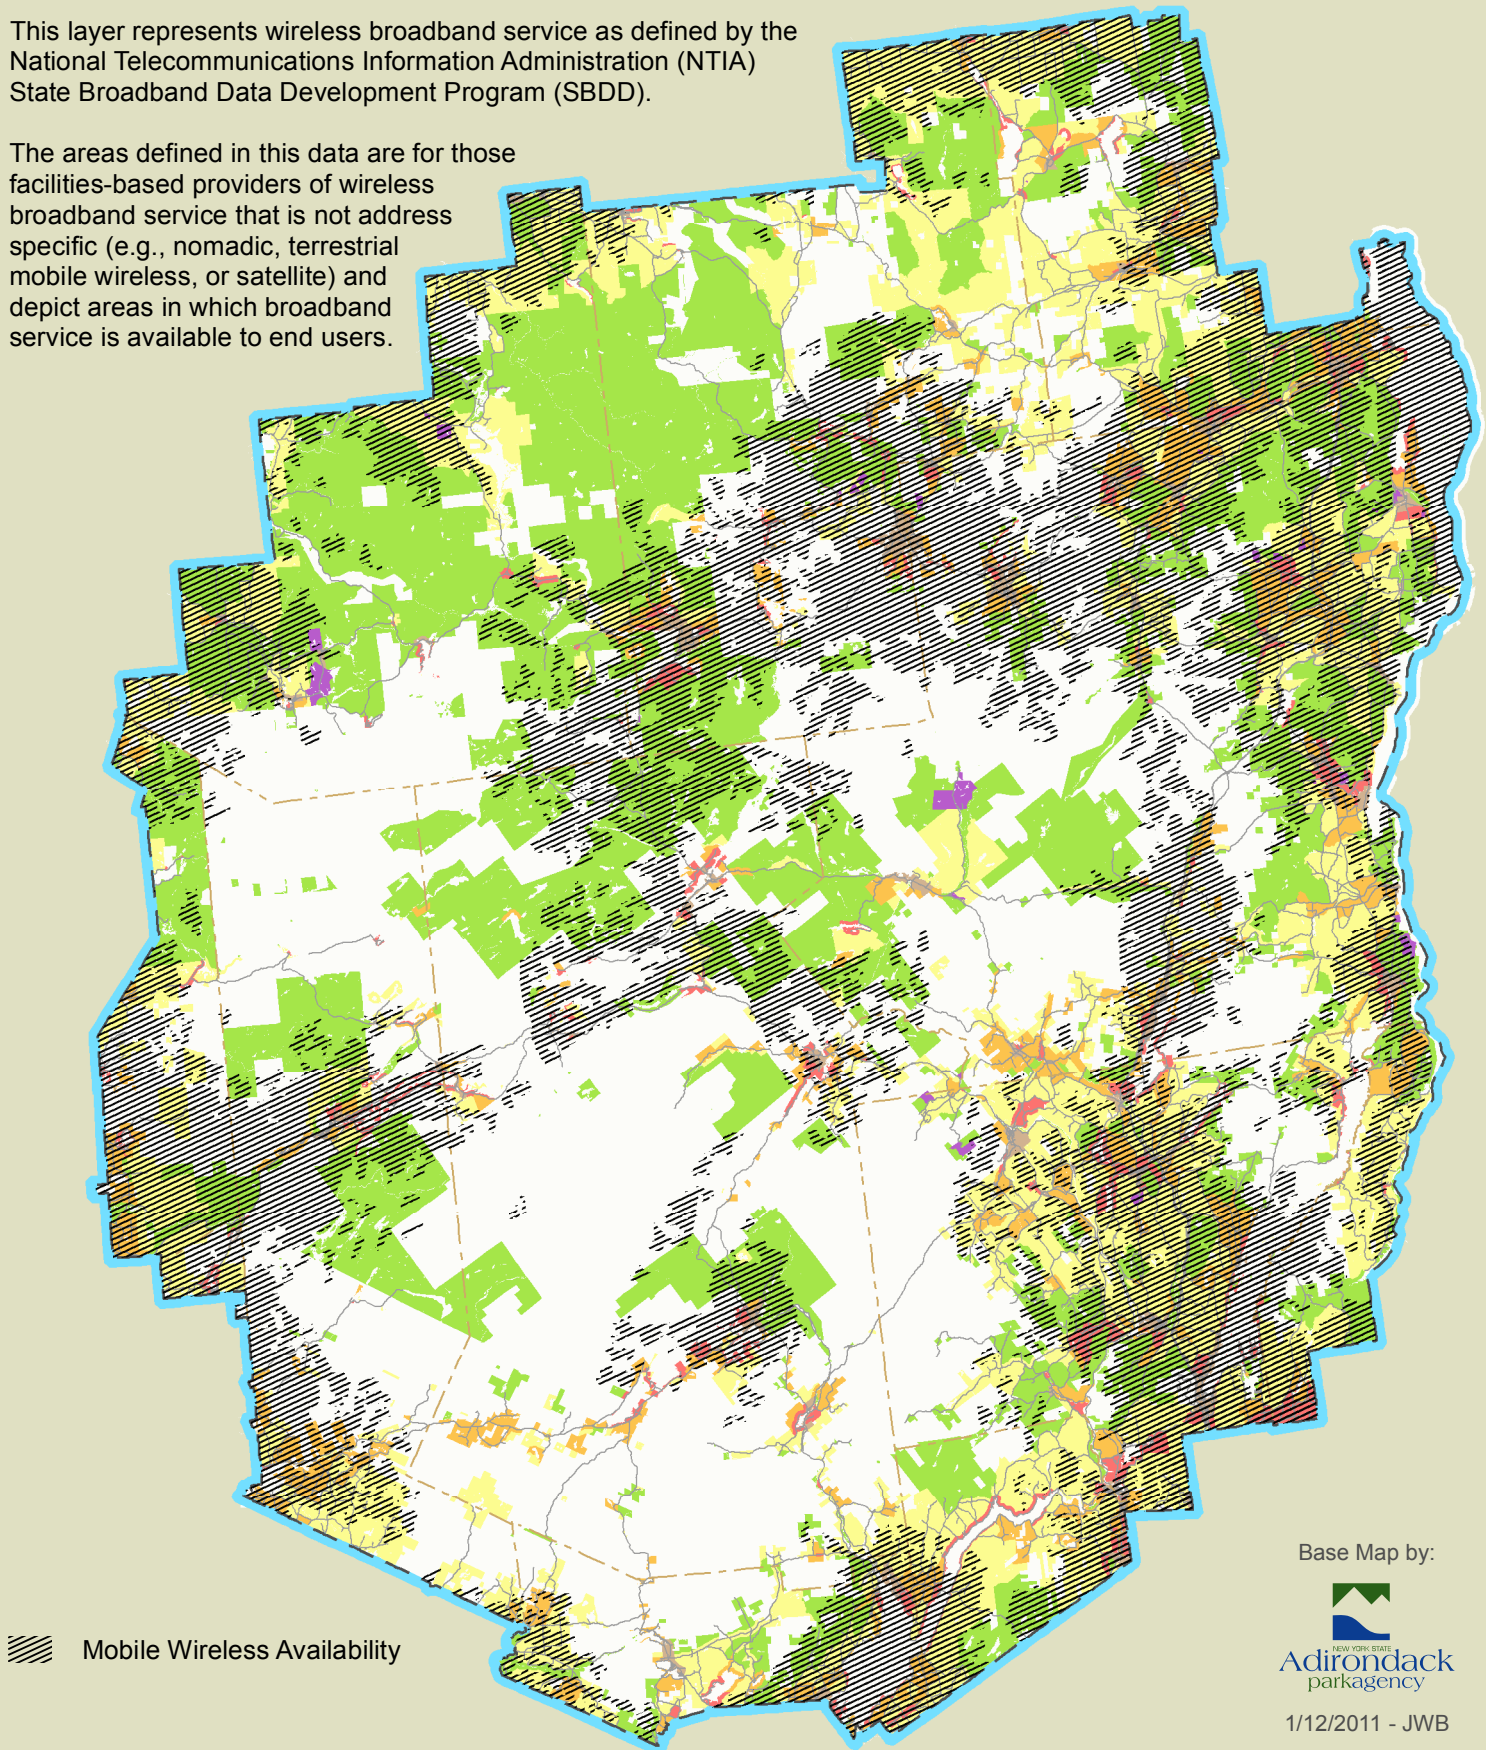 This layer represents wireless broadband service as defined by the
National Telecommunications Information Administration (NTIA)
State Broadband Data Development Program (SBDD).
The areas defined in this data are for those
facilities-based providers of wireless
broadband service that is not address
specific (e.g., nomadic, terrestrial
mobile wireless, or satellite) and
depict areas in which broadband
service is available to end users.
Mobile Wireless Availability
Base Map by:
NEW YORK STATE
Adirondack
parkagency
1/12/2011 - JWB